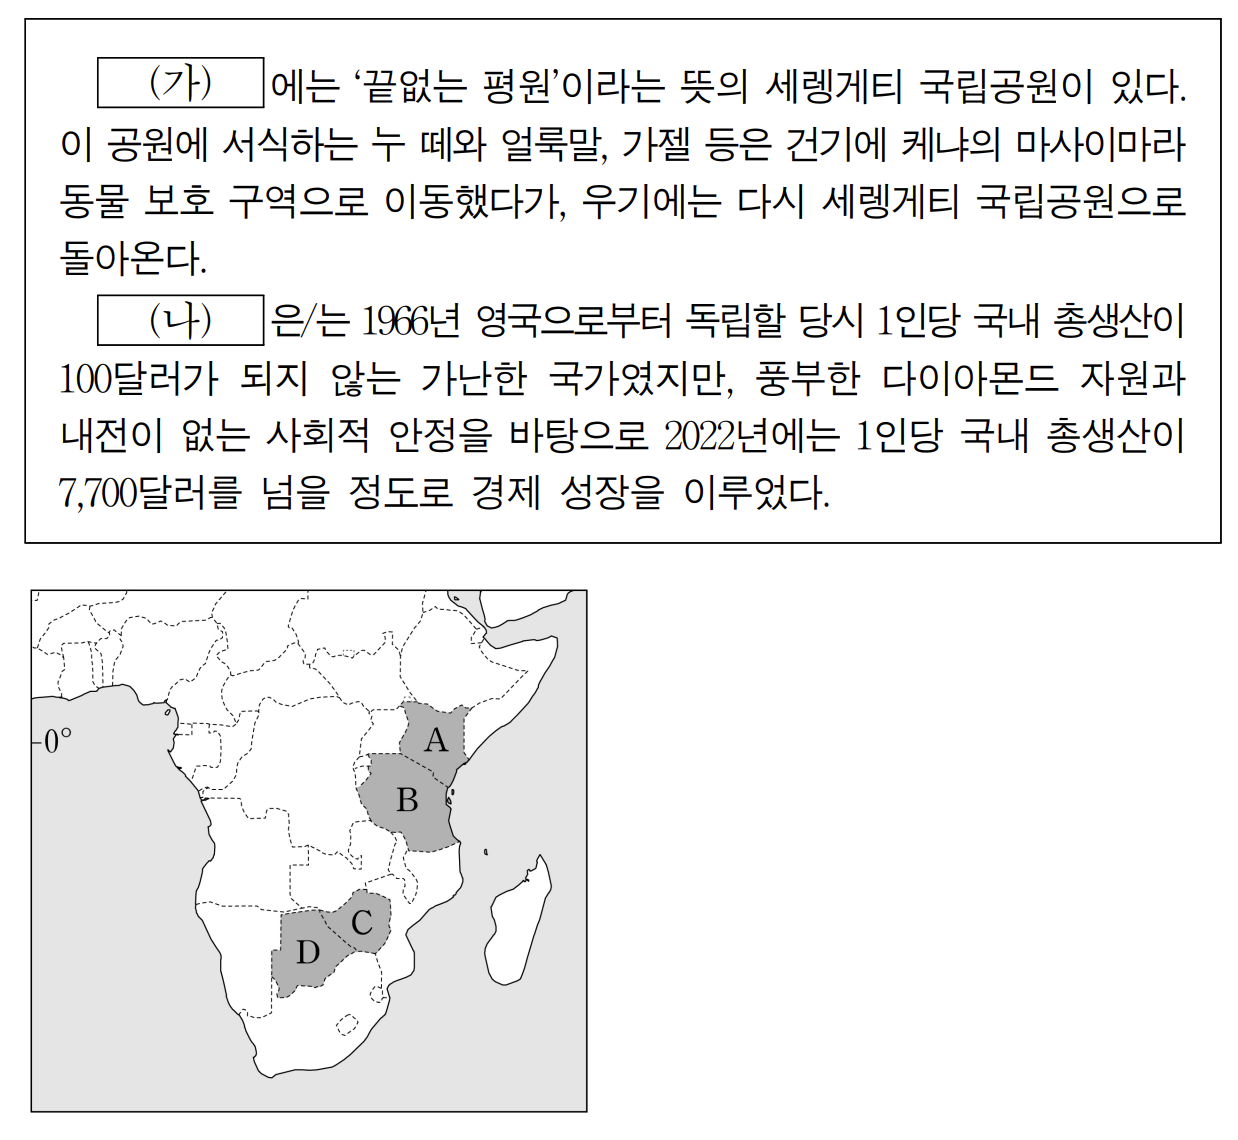 (가) 에는 ‘끝없는 평원’이라는 뜻의 세렝게티 국립공원이 있다.
이 공원에 서식하는 누 떼와 얼룩말, 가젤 등은 건기에 케냐의 마사이마라
동물 보호 구역으로 이동했다가, 우기에는 다시 세렝게티 국립공원으로
돌아온다.
(나) 은/는 1966년 영국으로부터 독립할 당시 1인당 국내 총생산이
100달러가 되지 않는 가난한 국가였지만, 풍부한 다이아몬드 자원과
내전이 없는 사회적 안정을 바탕으로 2022년에는 1인당 국내 총생산이
7,700달러를 넘을 정도로 경제 성장을 이루었다.
0°
A
B
C
D